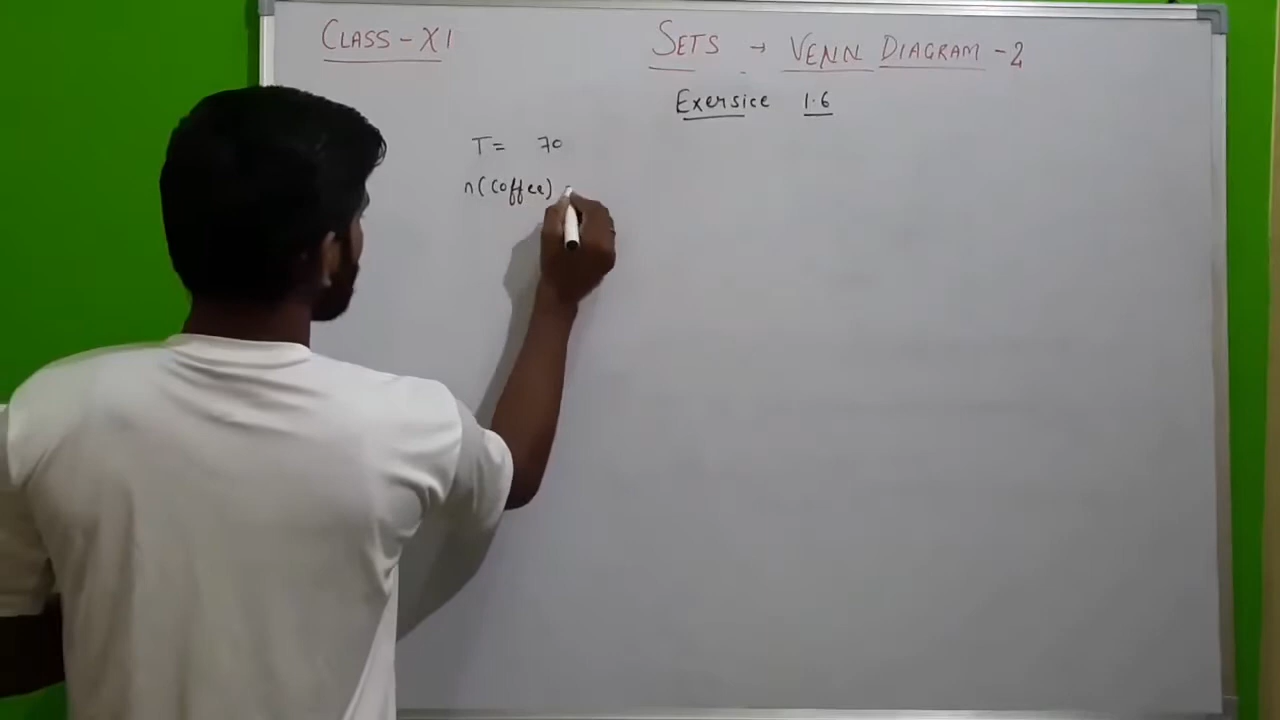 CLASS - XI
SETS → VENN DIAGRAM - 2
Exersice 1.6
T = 70
n(Coffee)